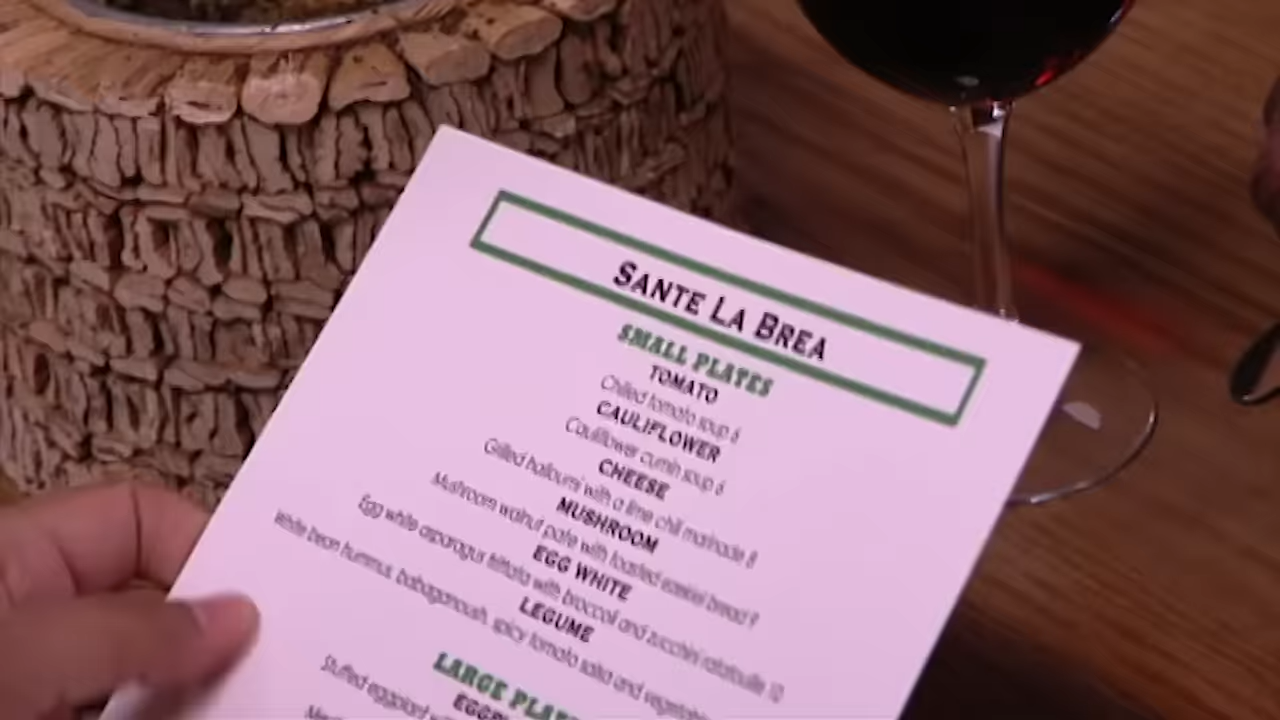 SANTE LA BREA
SMALL PLATES
TOMATO
Chilled tomato soup 6
CAULIFLOWER
Cauliflower cumin soup 6
CHEESE
Grilled halloumi with a lime chili marinade 8
MUSHROOM
Mushroom walnut pate with toasted ezekiel bread 9
EGG WHITE
Egg white asparagus frittata with broccoli and zucchini ratatouille 10
LEGUME
White bean hummus, babaganoush, spicy tomato salsa and vegetable
LARGE
Stuffed eggplant